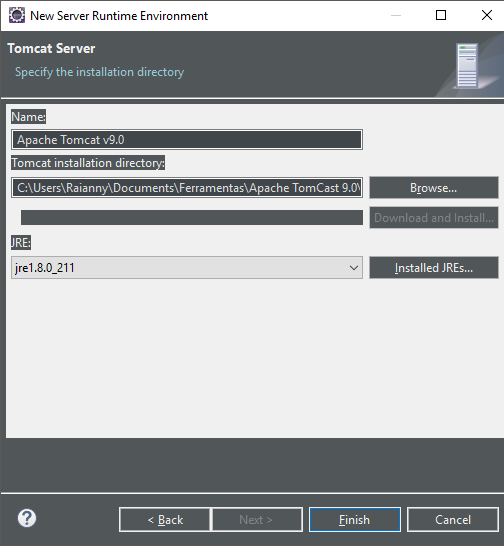 New Server Runtime Environment
Tomcat Server
Specify the installation directory
Name:
Apache Tomcat v9.0
Tomcat installation directory:
C:\Users\Raianny\Documents\Ferramentas\Apache TomCast 9.0\
Browse...
Download and Install...
JRE:
jre1.8.0_211
Installed JREs...
?
< Back
Next >
Finish
Cancel